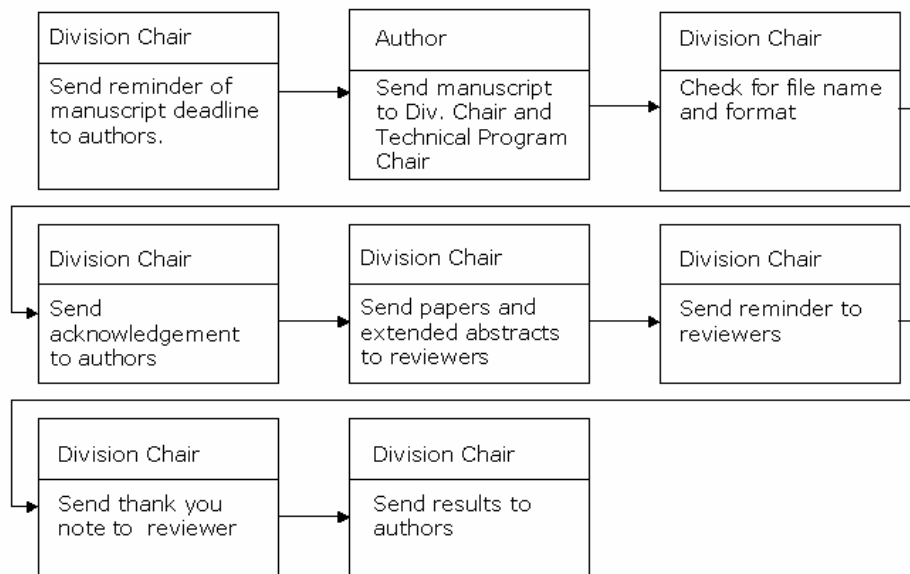 Division Chair
Send reminder of
manuscript deadline
to authors.
Author
Send manuscript
to Div. Chair and
Technical Program
Chair
Division Chair
Check for file name
and format
Division Chair
Send
acknowledgement
to authors
Division Chair
Send papers and
extended abstracts
to reviewers
Division Chair
Send reminder to
reviewers
Division Chair
Send thank you
note to reviewer
Division Chair
Send results to
authors